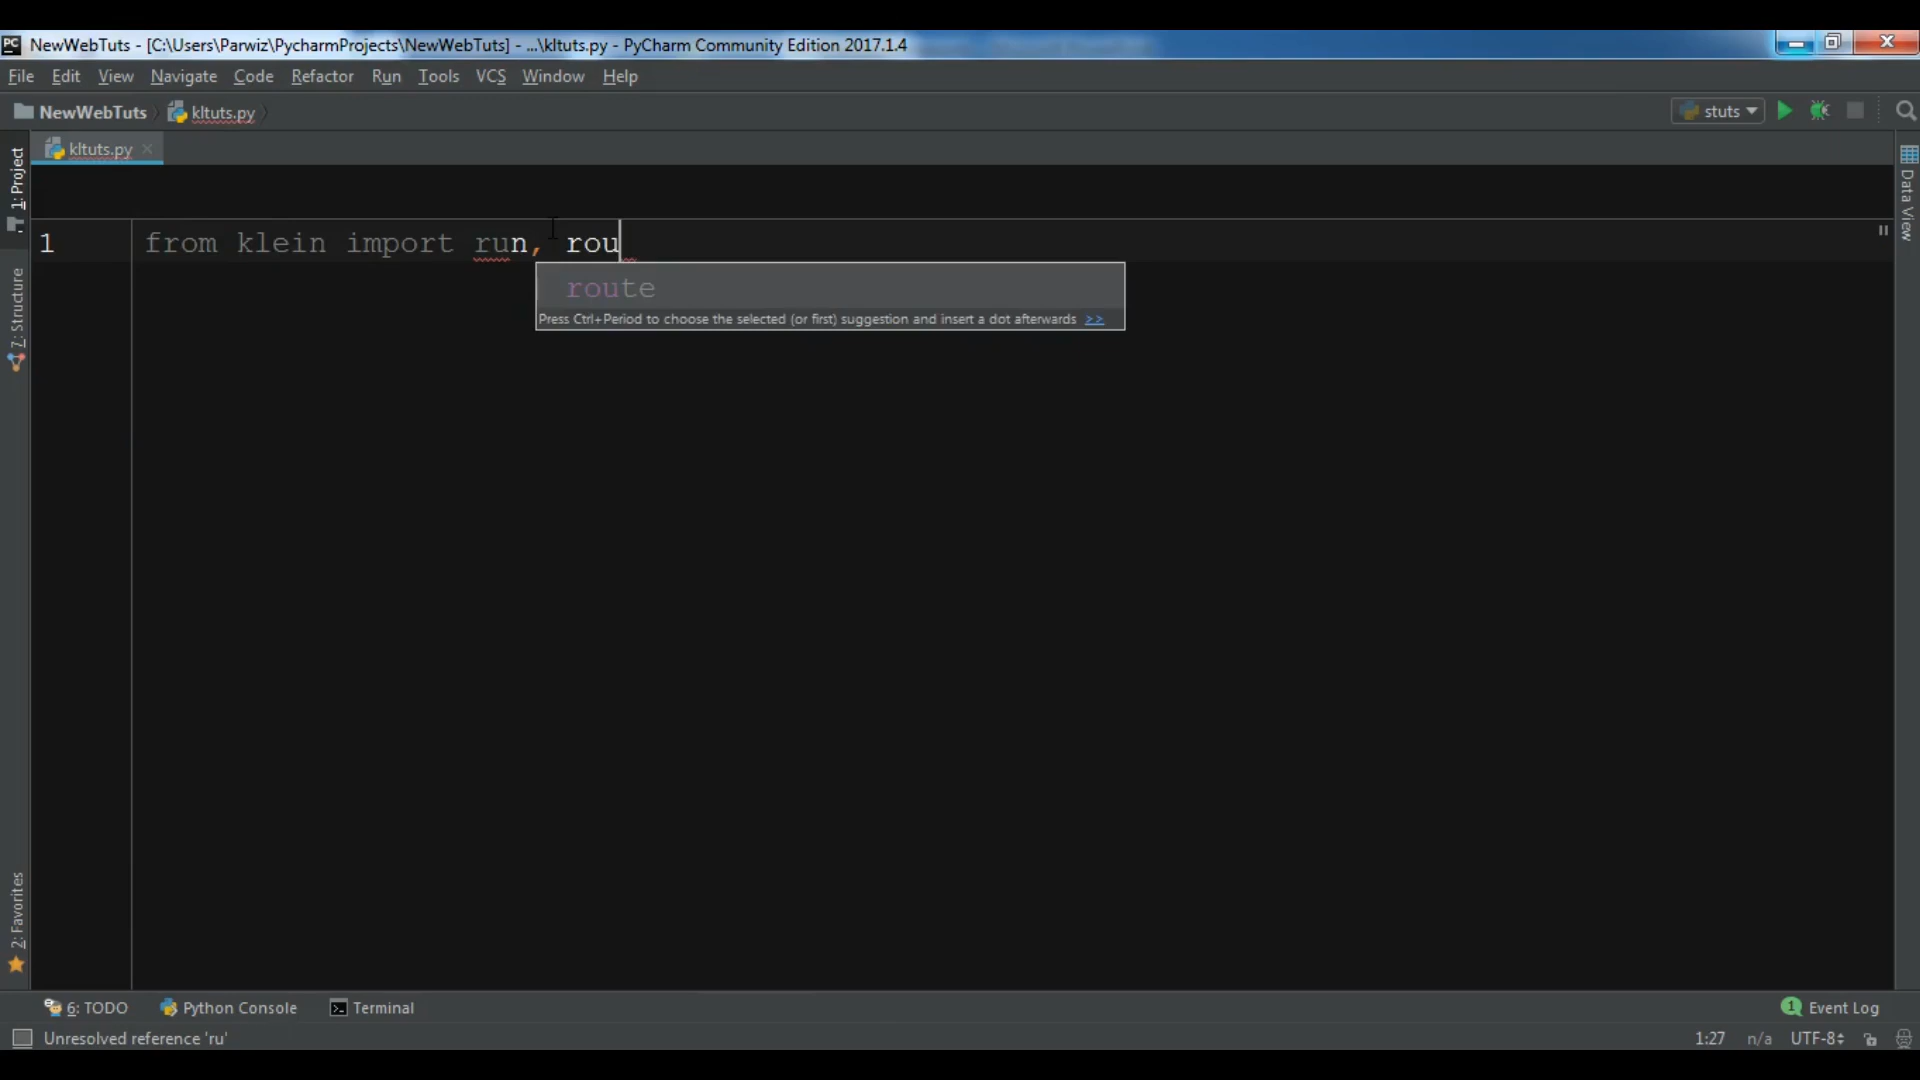 NewWebTuts - [C:\Users\Parwiz\PycharmProjects\NewWebTuts] - ...\kltuts.py - PyCharm Community Edition 2017.1.4
File Edit View Navigate Code Refactor Run Tools VCS Window Help
NewWebTuts kltuts.py stuts
kltuts.py
1: Project
7: Structure
2: Favorites
Data View
1 from klein import run, rou
route
Press Ctrl+Period to choose the selected (or first) suggestion and insert a dot afterwards >>
6: TODO Python Console Terminal 1 Event Log
Unresolved reference 'ru' 1:27 n/a UTF-8